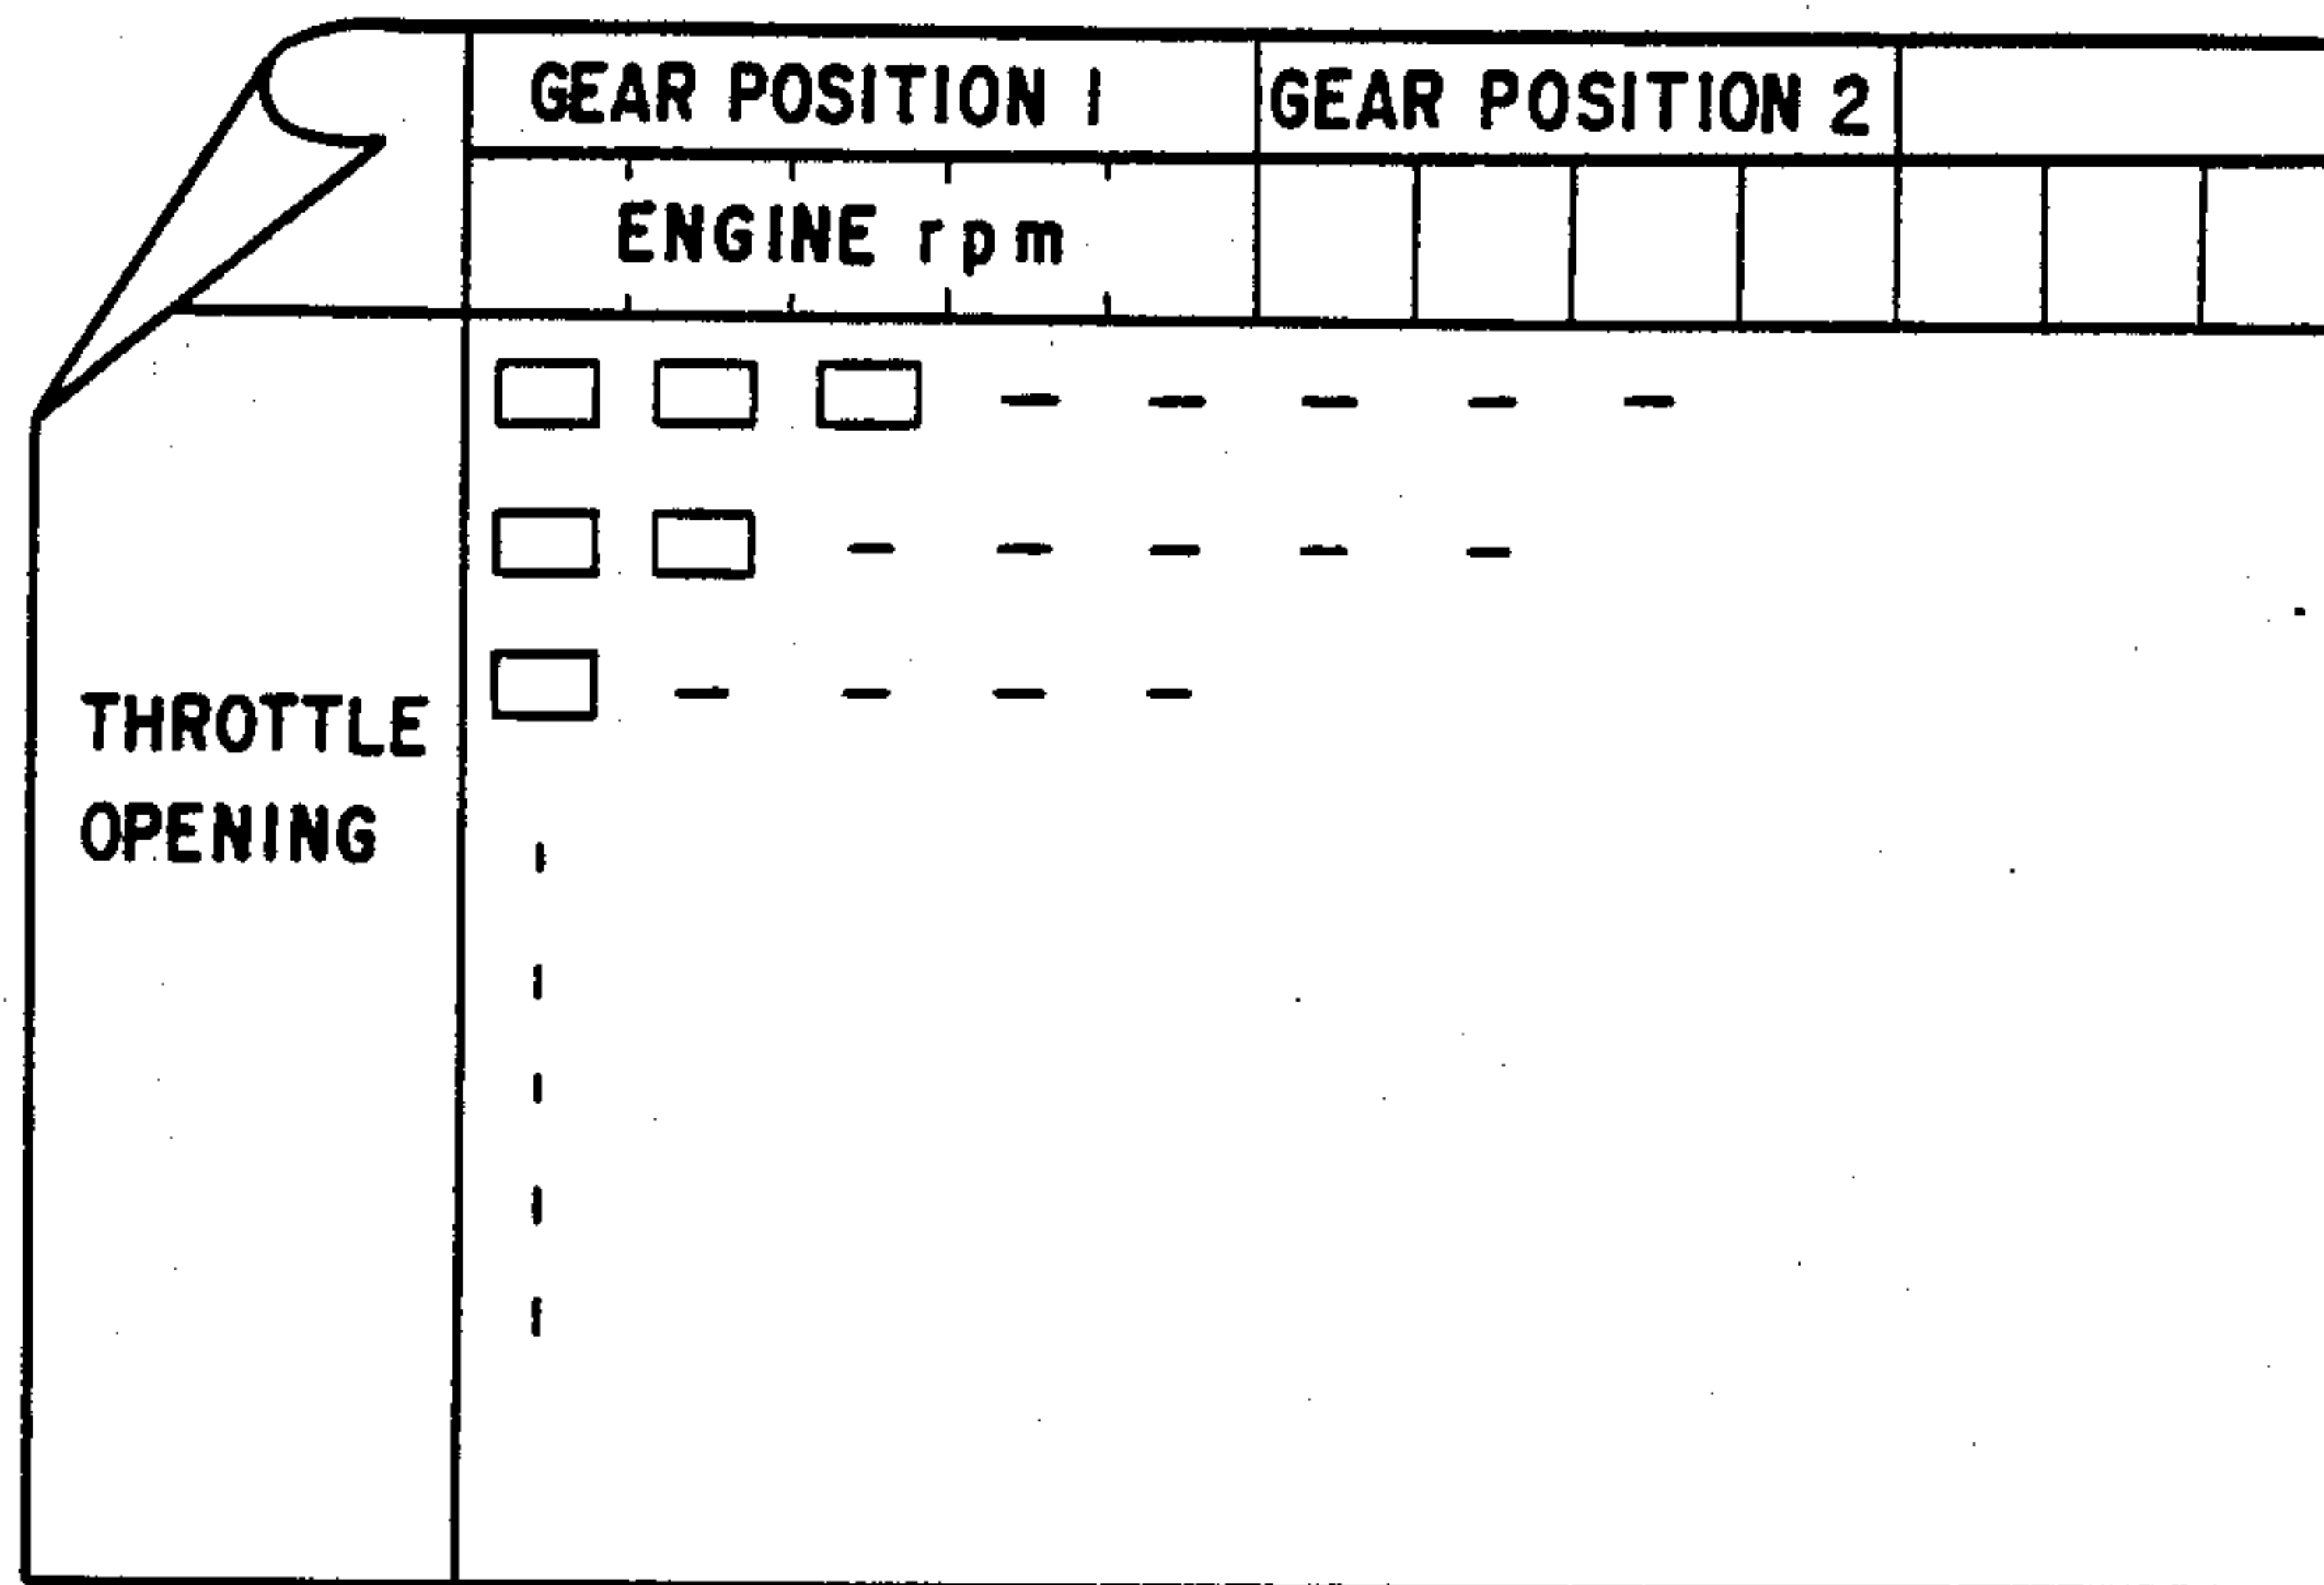 GEAR POSITION 1
GEAR POSITION 2
ENGINE rpm
THROTTLE
OPENING